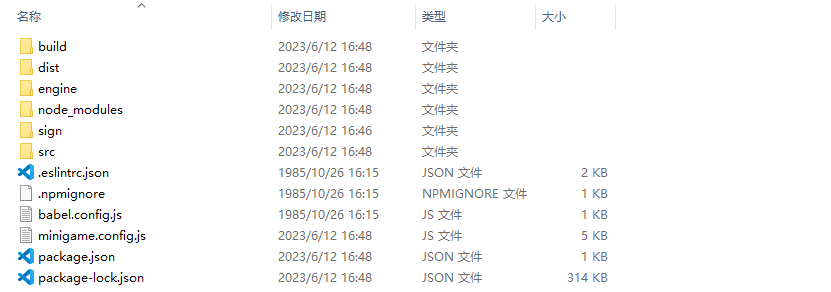 名称 修改日期 类型 大小
build 2023/6/12 16:48 文件夹
dist 2023/6/12 16:48 文件夹
engine 2023/6/12 16:48 文件夹
node_modules 2023/6/12 16:48 文件夹
sign 2023/6/12 16:46 文件夹
src 2023/6/12 16:48 文件夹
.eslintrc.json 1985/10/26 16:15 JSON 文件 2 KB
.npmignore 1985/10/26 16:15 NPMIGNORE 文件 1 KB
babel.config.js 1985/10/26 16:15 JS 文件 1 KB
minigame.config.js 2023/6/12 16:48 JS 文件 5 KB
package.json 2023/6/12 16:48 JSON 文件 1 KB
package-lock.json 2023/6/12 16:48 JSON 文件 314 KB